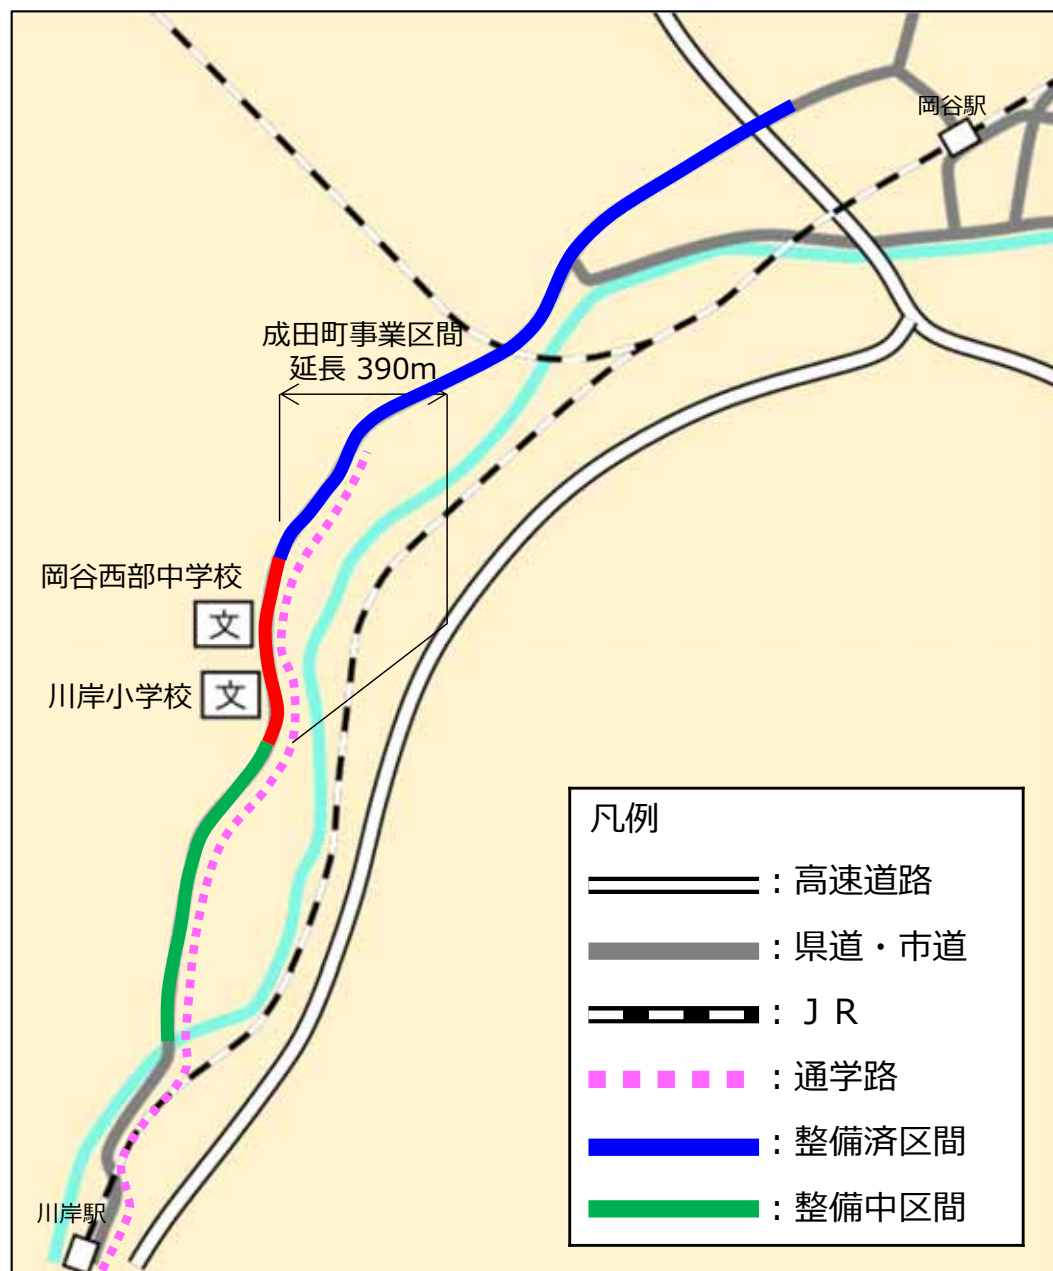 岡谷駅
成田町事業区間
延長 390m
岡谷西部中学校
文
川岸小学校
文
凡例
：高速道路
：県道・市道
：ＪＲ
：通学路
：整備済区間
：整備中区間
川岸駅